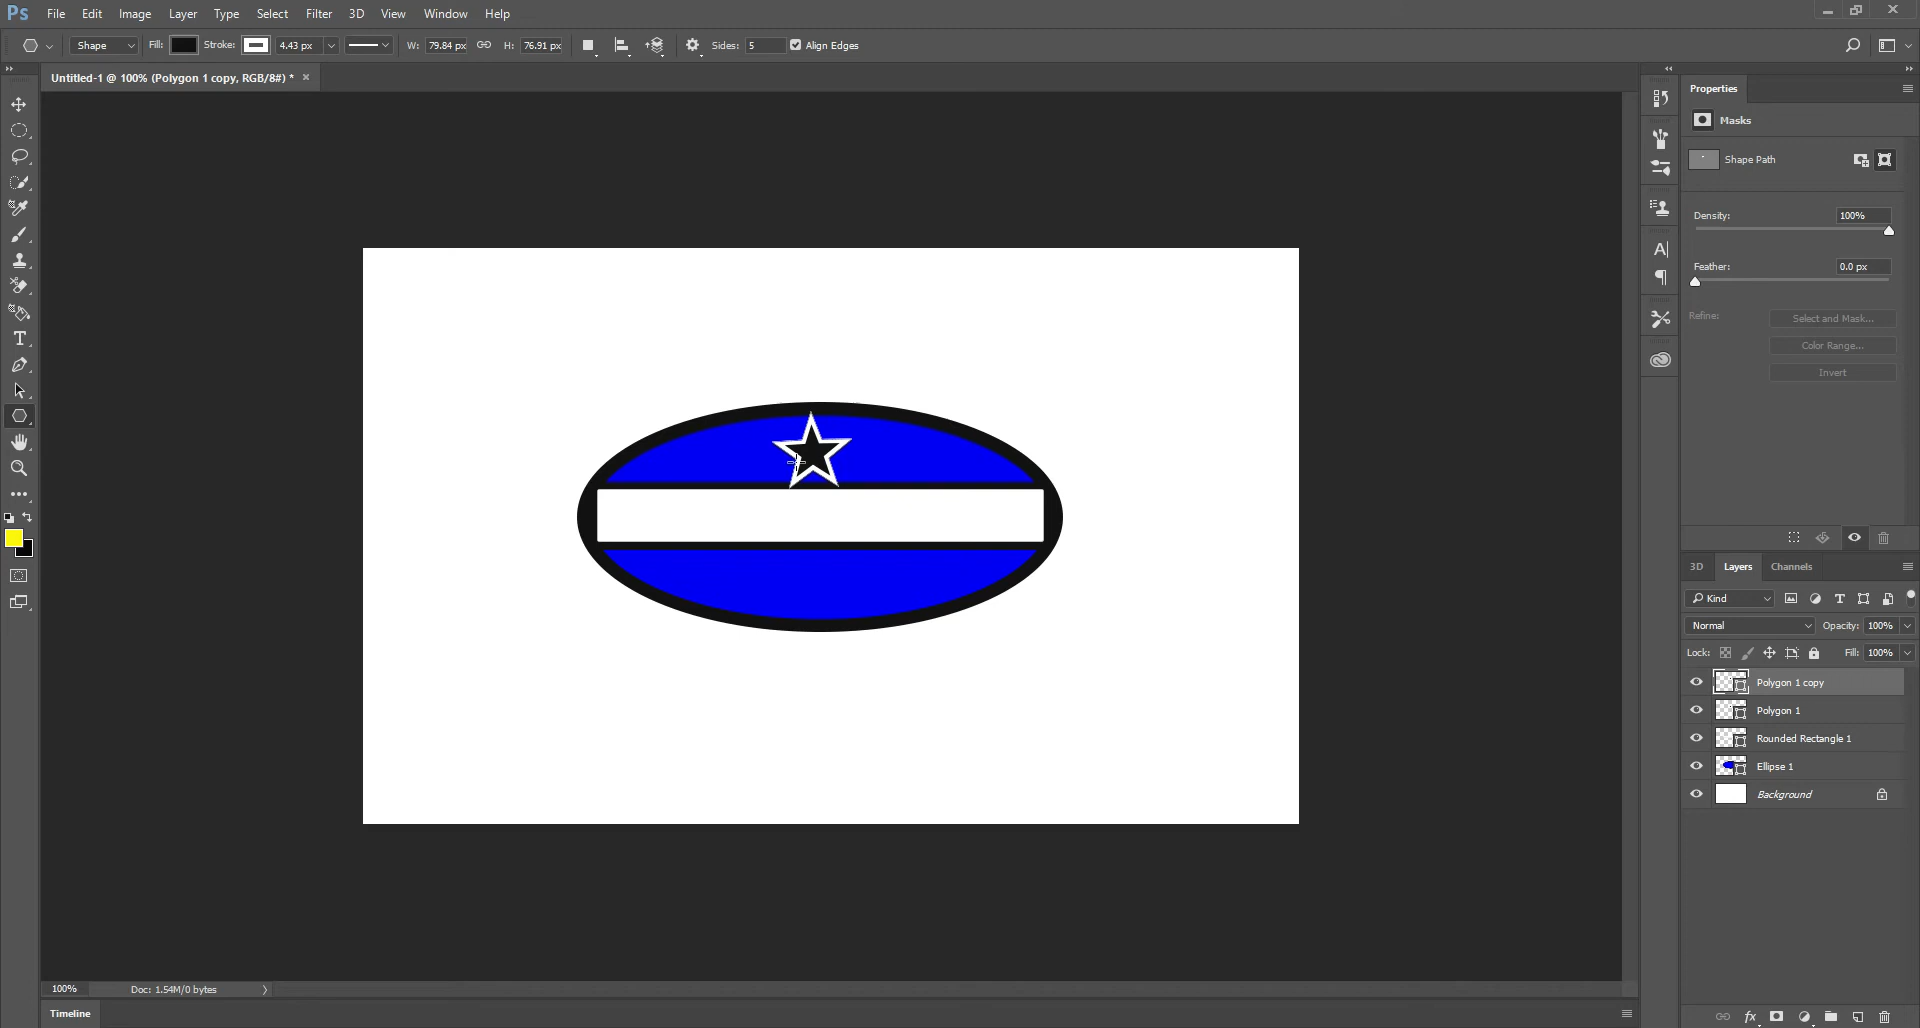 Ps File Edit Image Layer Type Select Filter 3D View Window Help
Shape Fill: Stroke: 4.43 px W: 79.84 px H: 76.91 px Sides: 5 Align Edges
Untitled-1 @ 100% (Polygon 1 copy, RGB/8#) * ×
Properties
Masks
Shape Path
Density: 100%
Feather: 0.0 px
Refine: Select and Mask...
Color Range...
Invert
3D Layers Channels
Kind
Normal Opacity: 100%
Lock: Fill: 100%
Polygon 1 copy
Polygon 1
Rounded Rectangle 1
Ellipse 1
Background
100% Doc: 1.54M/0 bytes
Timeline